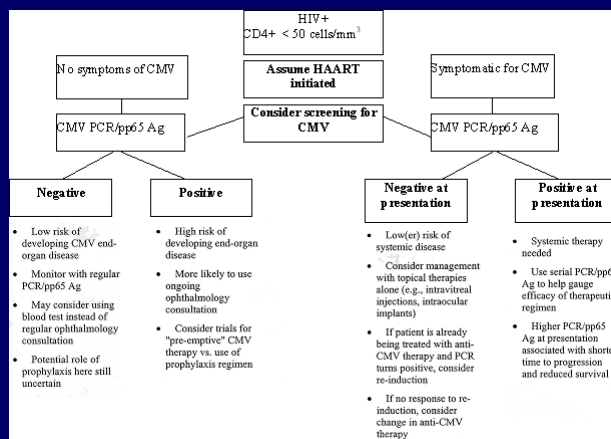 HIV+
CD4+ < 50 cells/mm³
No symptoms of CMV
Assume HAART
initiated
Symptomatic for CMV
Consider screening for
CMV
CMV PCR/pp65 Ag
CMV PCR/pp65 Ag
Negative
Positive
Negative at
presentation
Positive at
presentation
• Low risk of
developing CMV end-
organ disease
• Monitor with regular
PCR/pp65 Ag
• May consider using
blood test instead of
regular ophthalmology
consultation
• Potential role of
prophylaxis here still
uncertain
• High risk of
developing end-organ
disease
• More likely to use
ongoing
ophthalmology
consultation
• Consider trials for
"pre-emptive" CMV
therapy vs. use of
prophylaxis regimen
• Low(er) risk of
systemic disease
• Consider management
with topical therapies
alone (e.g., intravitreal
injections, intraocular
implants)
• If patient is already
being treated with anti-
CMV therapy and PCR
turns positive, consider
re-induction
• If no response to re-
induction, consider
change in anti-CMV
therapy
• Systemic therapy
needed
• Use serial PCR/pp6
Ag to help gauge
efficacy of therapeuti
regimen
• Higher PCR/pp65
Ag at presentation
associated with shorte
time to progression
and reduced survival